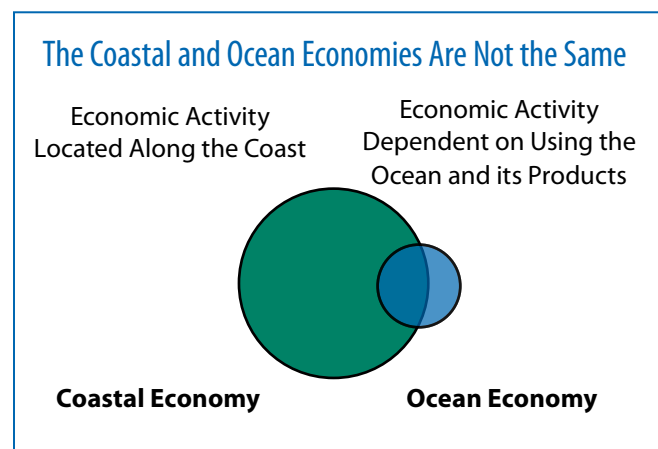 The Coastal and Ocean Economies Are Not the Same
Economic Activity
Located Along the Coast
Economic Activity
Dependent on Using the
Ocean and its Products
Coastal Economy
Ocean Economy